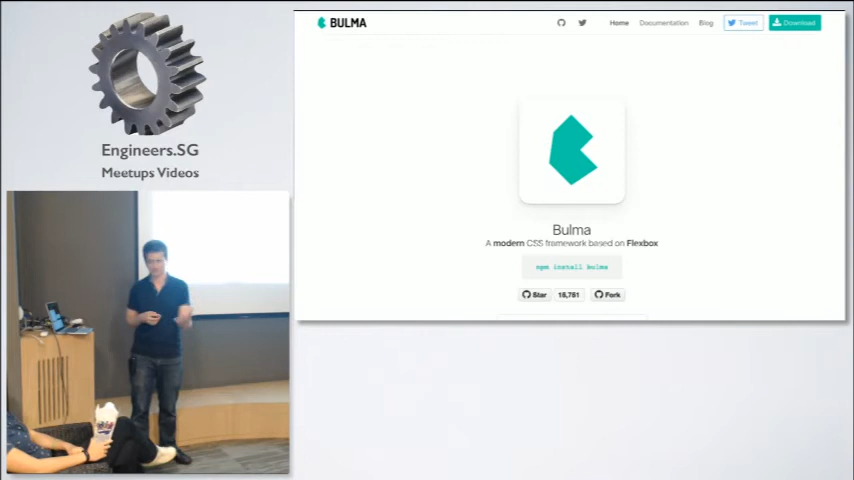 Engineers.SG
Meetups Videos
BULMA
Home Documentation Blog Tweet Download
Bulma
A modern CSS framework based on Flexbox
npm install bulma
Star 16,781 Fork